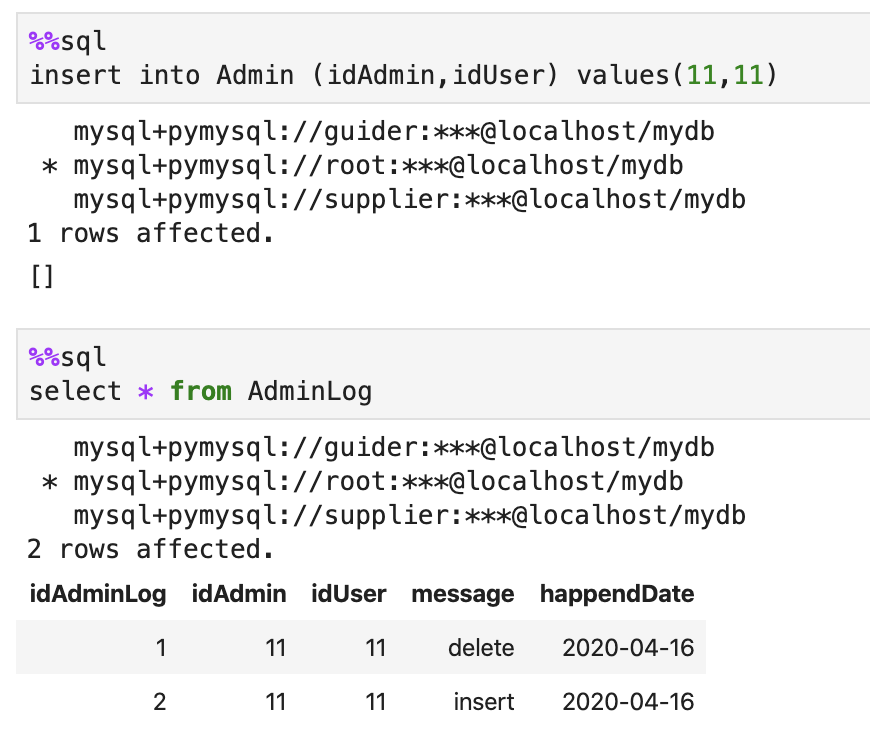 %%sql
insert into Admin (idAdmin,idUser) values(11,11)
mysql+pymysql://guider:***@localhost/mydb
* mysql+pymysql://root:***@localhost/mydb
mysql+pymysql://supplier:***@localhost/mydb
1 rows affected.
[]
%%sql
select * from AdminLog
mysql+pymysql://guider:***@localhost/mydb
* mysql+pymysql://root:***@localhost/mydb
mysql+pymysql://supplier:***@localhost/mydb
2 rows affected.
idAdminLog idAdmin idUser message happendDate
1 11 11 delete 2020-04-16
2 11 11 insert 2020-04-16